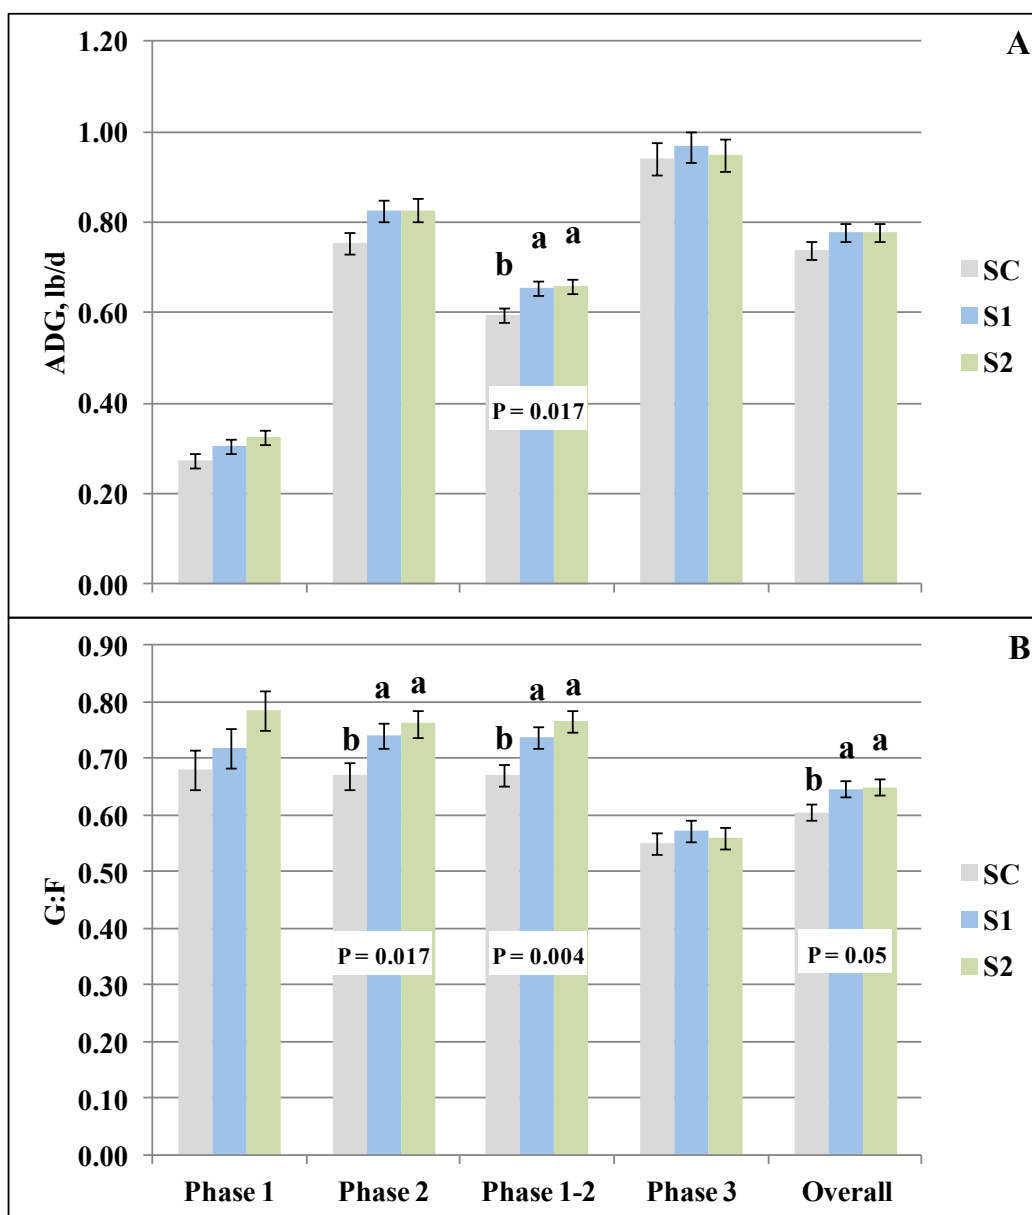 A
1.20
1.00
0.80
0.60
0.40
0.20
0.00
ADG, lb/d
b a a
P = 0.017
SC
S1
S2
B
0.90
0.80
0.70
0.60
0.50
0.40
0.30
0.20
0.10
0.00
G:F
b a a
b a a
b a a
P = 0.017
P = 0.004
P = 0.05
SC
S1
S2
Phase 1 Phase 2 Phase 1-2 Phase 3 Overall